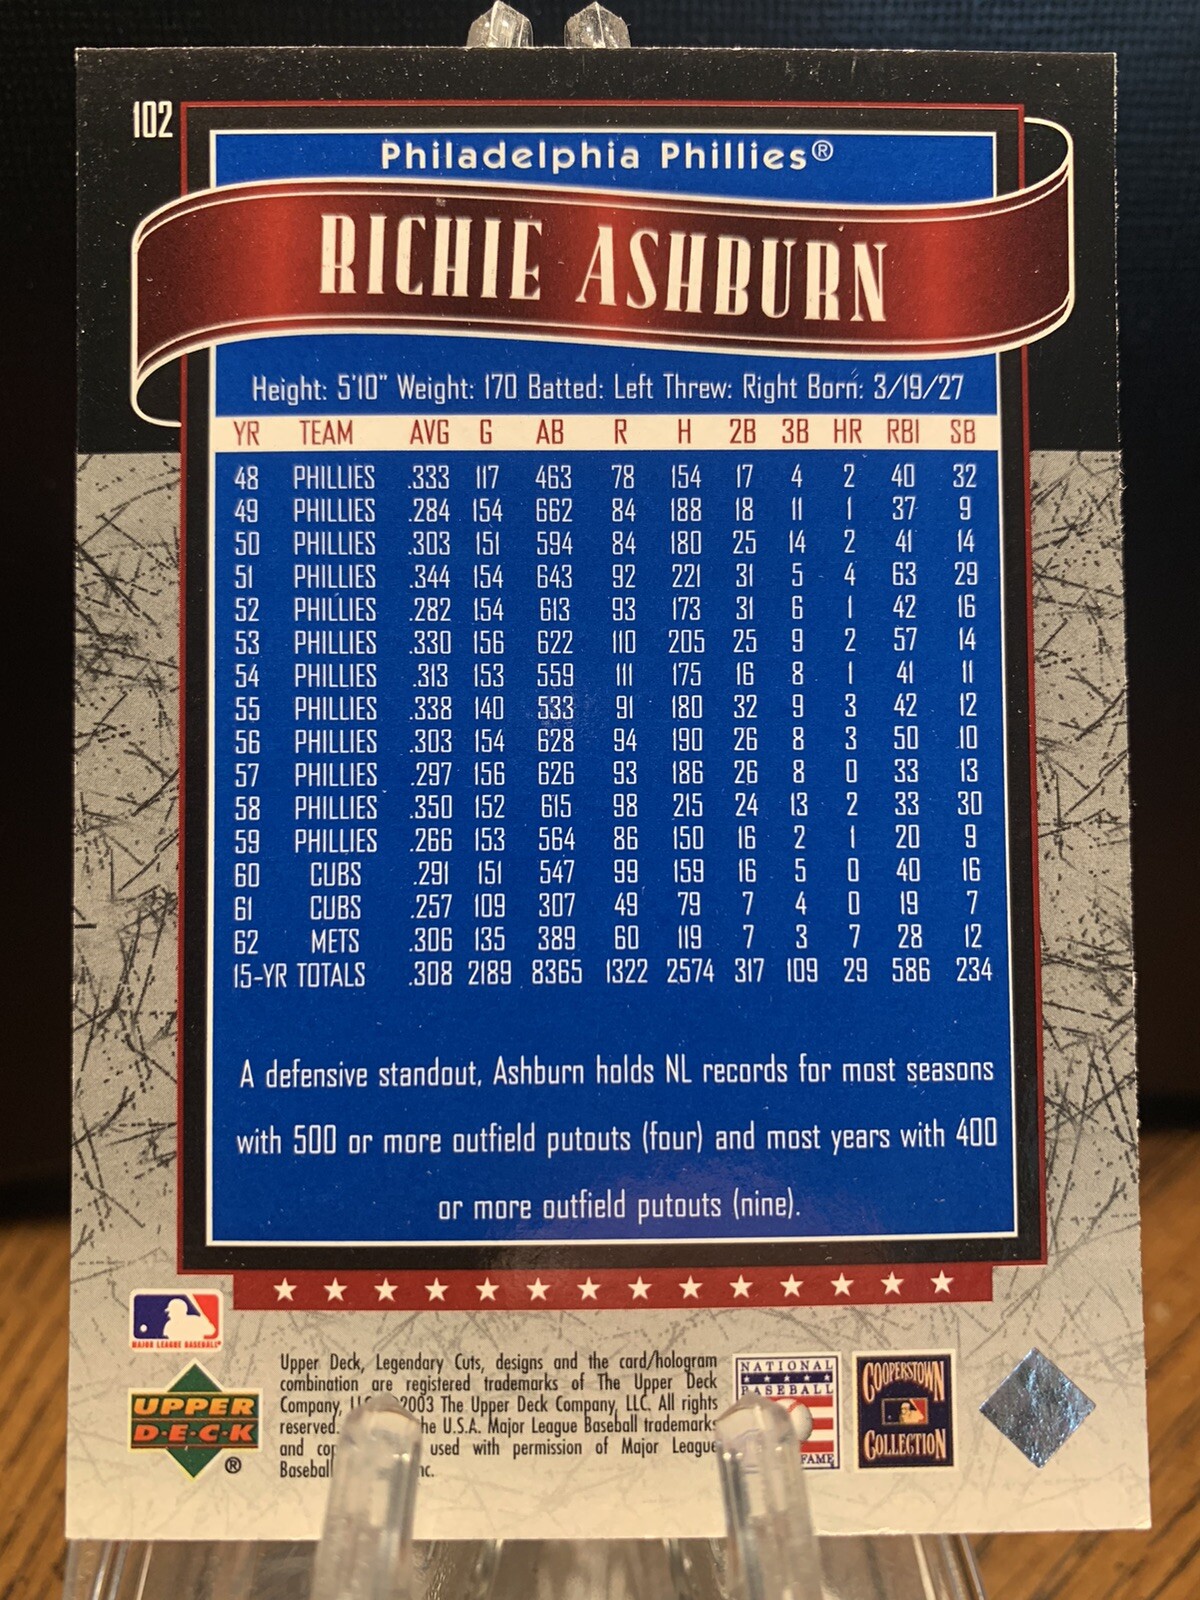 102
Philadelphia Phillies®
RICHIE ASHBURN
Height: 5'10" Weight: 170 Batted: Left Threw: Right Born: 3/19/27
YR TEAM AVG G AB R H 2B 3B HR RBI SB
48 PHILLIES .333 117 463 78 154 17 4 2 40 32
49 PHILLIES .284 154 662 84 188 18 11 1 37 9
50 PHILLIES .303 151 594 84 180 25 14 2 41 14
51 PHILLIES .344 154 643 92 221 31 5 4 63 29
52 PHILLIES .282 154 613 93 173 31 6 1 42 16
53 PHILLIES .330 156 622 110 205 25 9 2 57 14
54 PHILLIES .313 153 559 111 175 16 8 1 41 11
55 PHILLIES .338 140 533 91 180 32 9 3 42 12
56 PHILLIES .303 154 628 94 190 26 8 3 50 10
57 PHILLIES .297 156 626 93 186 26 8 0 33 13
58 PHILLIES .350 152 615 98 215 24 13 2 33 30
59 PHILLIES .266 153 564 86 150 16 2 1 20 9
60 CUBS .291 151 547 99 159 16 5 0 40 16
61 CUBS .257 109 307 49 79 7 4 0 19 7
62 METS .306 135 389 60 119 7 3 7 28 12
15-YR TOTALS .308 2189 8365 1322 2574 317 109 29 586 234
A defensive standout, Ashburn holds NL records for most seasons
with 500 or more outfield putouts (four) and most years with 400
or more outfield putouts (nine).
MAJOR LEAGUE BASEBALL
UPPER
D·E·C·K
®
Upper Deck, Legendary Cuts, designs and the card/hologram
combination are registered trademarks of The Upper Deck
Company, 2003 The Upper Deck Company, LLC. All rights
reserved. the U.S.A. Major League Baseball trademarks
and used with permission of Major League
Baseball
NATIONAL
BASEBALL
FAME
COOPERSTOWN
COLLECTION